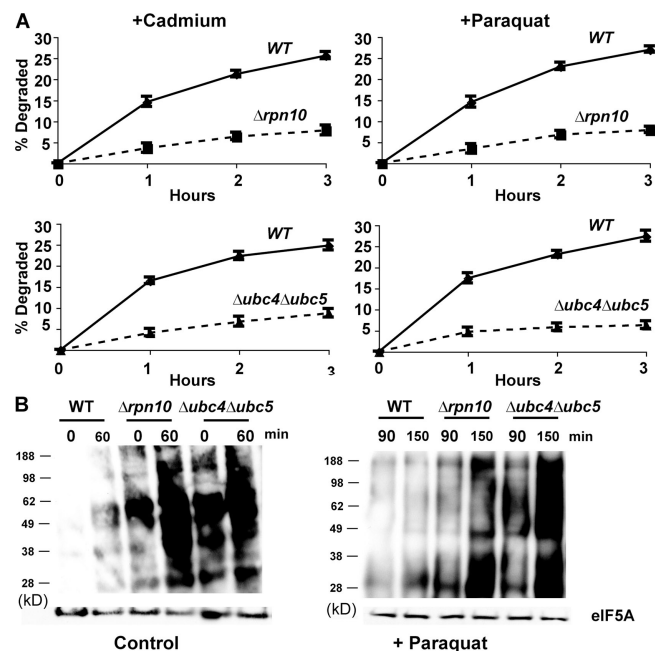 A
+Cadmium
+Paraquat
% Degraded
30
25
20
15
10
5
0
WT
Δrpn10
0 1 2 3
Hours
30
25
20
15
10
5
0
WT
Δrpn10
0 1 2 3
Hours
% Degraded
30
25
20
15
10
5
0
WT
Δubc4Δubc5
0 1 2 3
Hours
30
25
20
15
10
5
0
WT
Δubc4Δubc5
0 1 2 3
Hours
B
WT Δrpn10 Δubc4Δubc5
0 60 0 60 0 60 min
188
98
62
49
38
28
(kD)
Control
WT Δrpn10 Δubc4Δubc5
90 150 90 150 90 150 min
188
98
62
49
38
28
(kD)
eIF5A
+ Paraquat